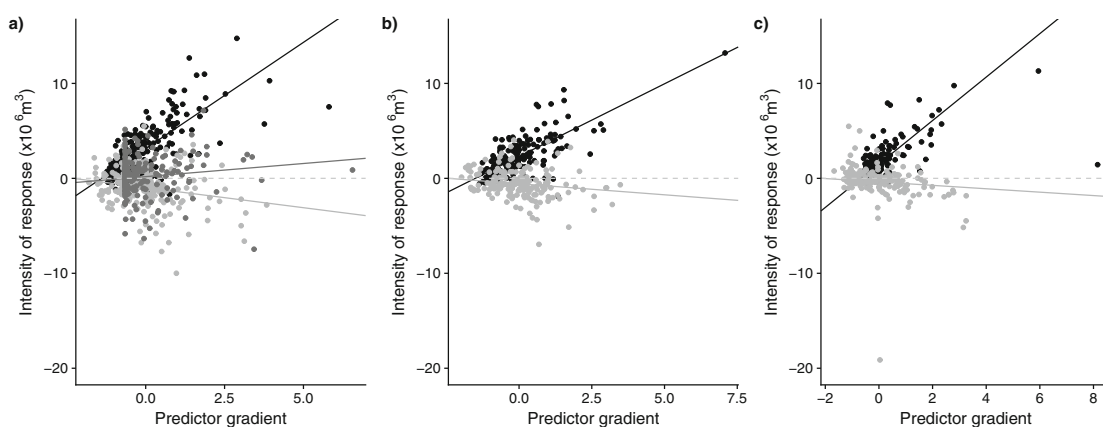 a)
Intensity of response (x10⁶m³)
10
0
−10
−20
0.0 2.5 5.0
Predictor gradient
b)
Intensity of response (x10⁶m³)
10
0
−10
−20
0.0 2.5 5.0 7.5
Predictor gradient
c)
Intensity of response (x10⁶m³)
10
0
−10
−20
−2 0 2 4 6 8
Predictor gradient